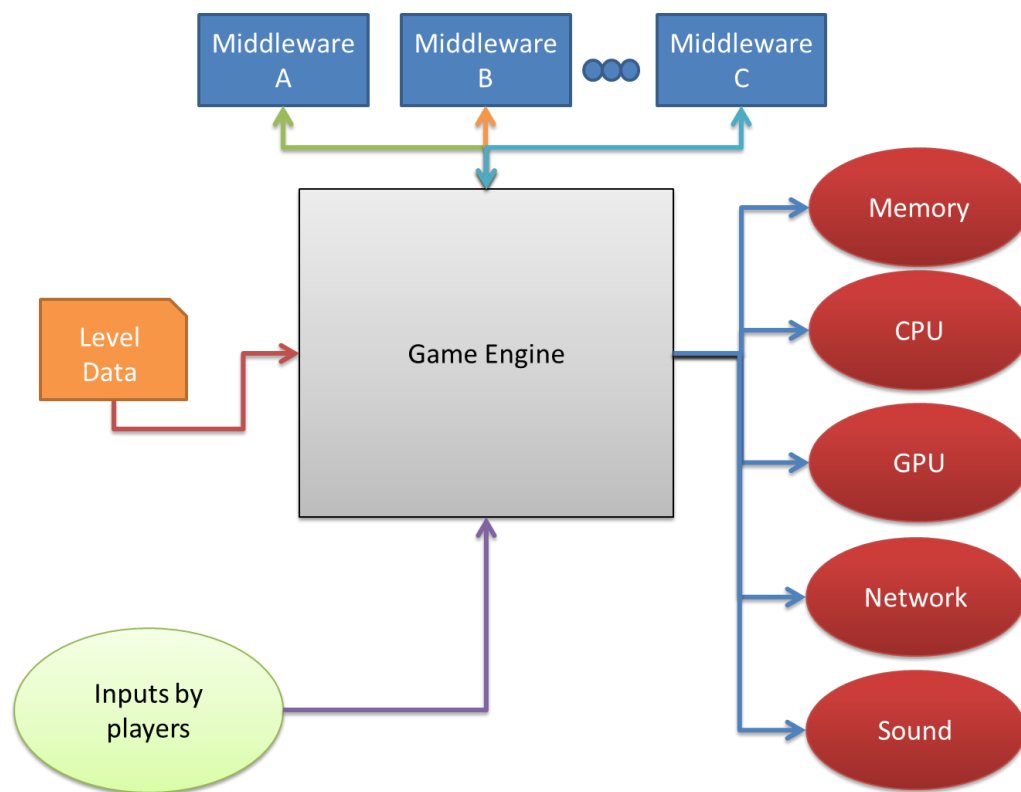 Middleware
A
Middleware
B
Middleware
C
Memory
CPU
Level
Data
Game Engine
GPU
Network
Inputs by
players
Sound